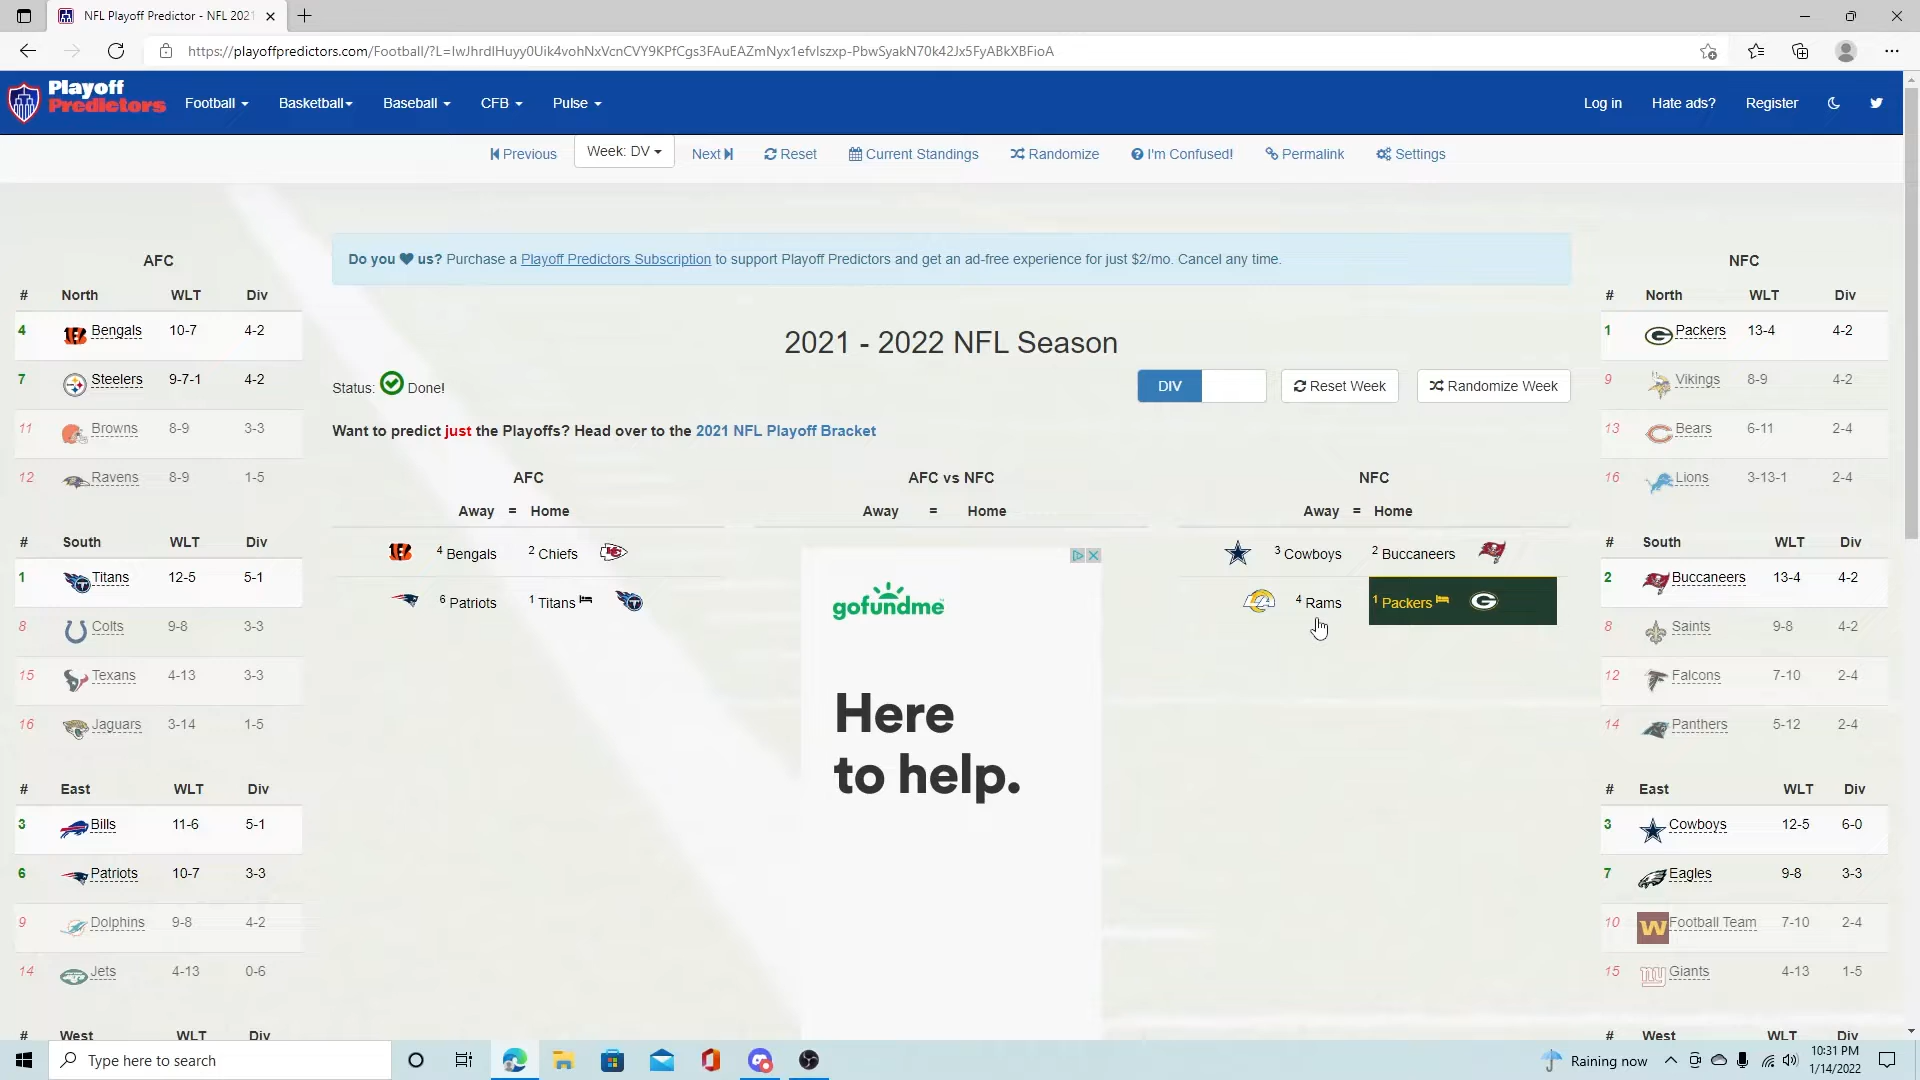 NFL Playoff Predictor - NFL 2021
https://playoffpredictors.com/Football/?L=IwJhrdIHuyy0Uik4vohNxVcnCVY9KPfCgs3FAuEAZmNyx1efvlszxp-PbwSyakN70k42Jx5FyABkXBFioA
Playoff Predictors
Football Basketball Baseball CFB Pulse Log in Hate ads? Register
Previous Week: DV Next Reset Current Standings Randomize I'm Confused! Permalink Settings
Do you us? Purchase a Playoff Predictors Subscription to support Playoff Predictors and get an ad-free experience for just $2/mo. Cancel any time.
2021 - 2022 NFL Season
Status: Done!
DIV Reset Week Randomize Week
Want to predict just the Playoffs? Head over to the 2021 NFL Playoff Bracket
AFC
# North WLT Div
4 Bengals 10-7 4-2
7 Steelers 9-7-1 4-2
11 Browns 8-9 3-3
12 Ravens 8-9 1-5
# South WLT Div
1 Titans 12-5 5-1
8 Colts 9-8 3-3
15 Texans 4-13 3-3
16 Jaguars 3-14 1-5
# East WLT Div
3 Bills 11-6 5-1
6 Patriots 10-7 3-3
9 Dolphins 9-8 4-2
14 Jets 4-13 0-6
# West WLT Div
AFC
Away = Home
4 Bengals 2 Chiefs
6 Patriots 1 Titans
AFC vs NFC
Away = Home
gofundme
Here
to help.
NFC
Away = Home
3 Cowboys 2 Buccaneers
4 Rams 1 Packers
NFC
# North WLT Div
1 Packers 13-4 4-2
9 Vikings 8-9 4-2
13 Bears 6-11 2-4
16 Lions 3-13-1 2-4
# South WLT Div
2 Buccaneers 13-4 4-2
8 Saints 9-8 4-2
12 Falcons 7-10 2-4
14 Panthers 5-12 2-4
# East WLT Div
3 Cowboys 12-5 6-0
7 Eagles 9-8 3-3
10 Football Team 7-10 2-4
15 Giants 4-13 1-5
# West WLT Div
Type here to search
Raining now
10:31 PM
1/14/2022